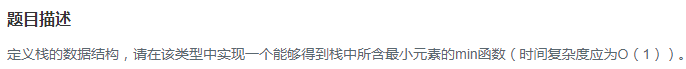 题目描述
定义栈的数据结构，请在该类型中实现一个能够得到栈中所含最小元素的min函数（时间复杂度应为O（1））。